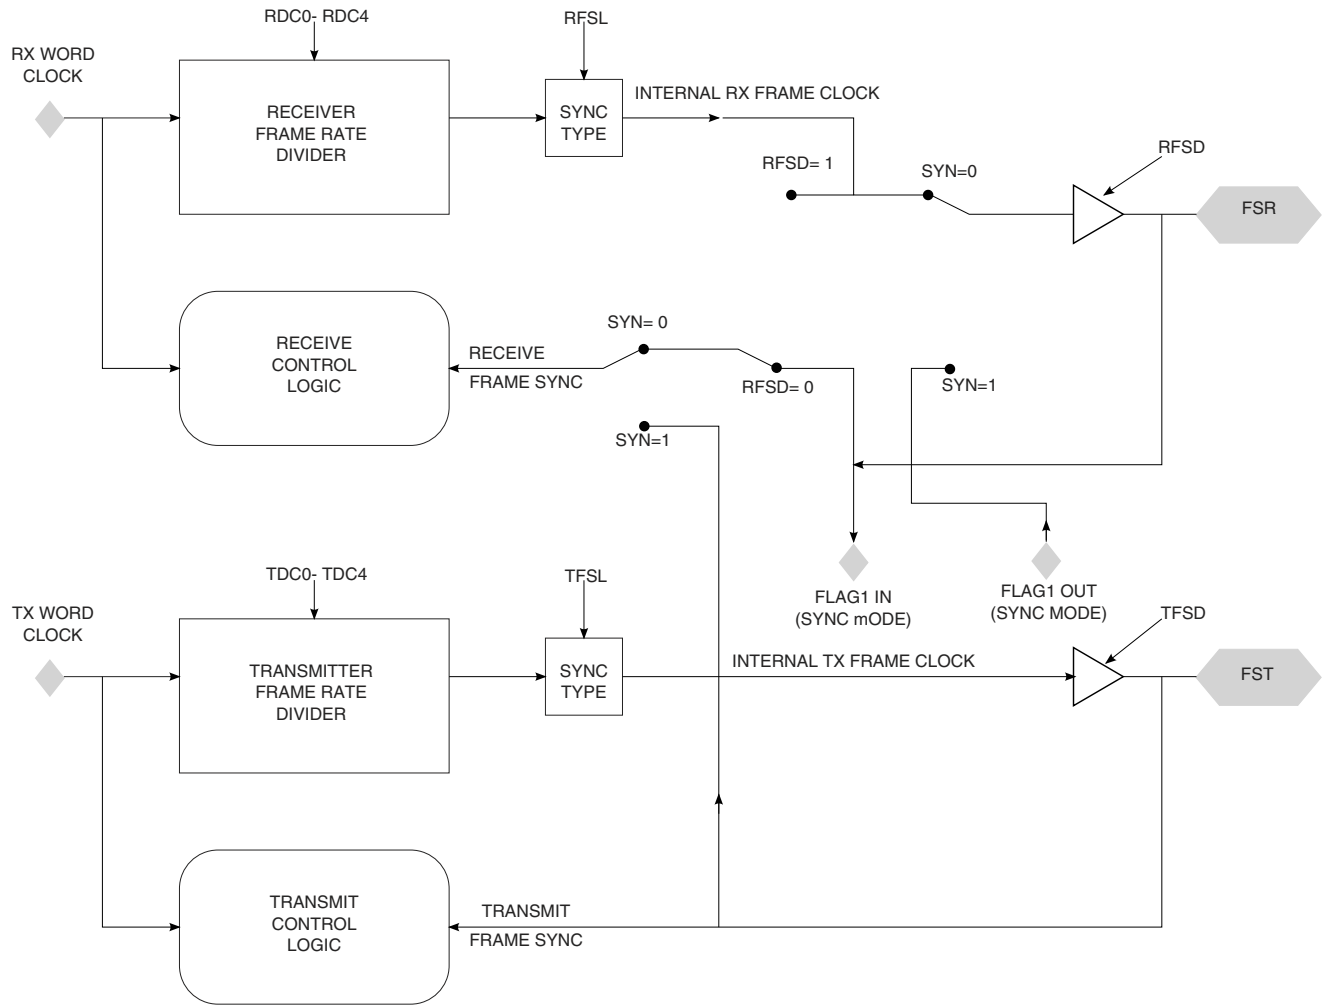 RDC0- RDC4
RFSL
RX WORD
CLOCK
RECEIVER
FRAME RATE
DIVIDER
SYNC
TYPE
INTERNAL RX FRAME CLOCK
RFSD= 1
SYN=0
RFSD
FSR
RECEIVE
CONTROL
LOGIC
RECEIVE
FRAME SYNC
SYN= 0
RFSD= 0
SYN=1
SYN=1
FLAG1 IN
(SYNC mODE)
FLAG1 OUT
(SYNC MODE)
TDC0- TDC4
TFSL
TX WORD
CLOCK
TRANSMITTER
FRAME RATE
DIVIDER
SYNC
TYPE
INTERNAL TX FRAME CLOCK
TFSD
FST
TRANSMIT
CONTROL
LOGIC
TRANSMIT
FRAME SYNC